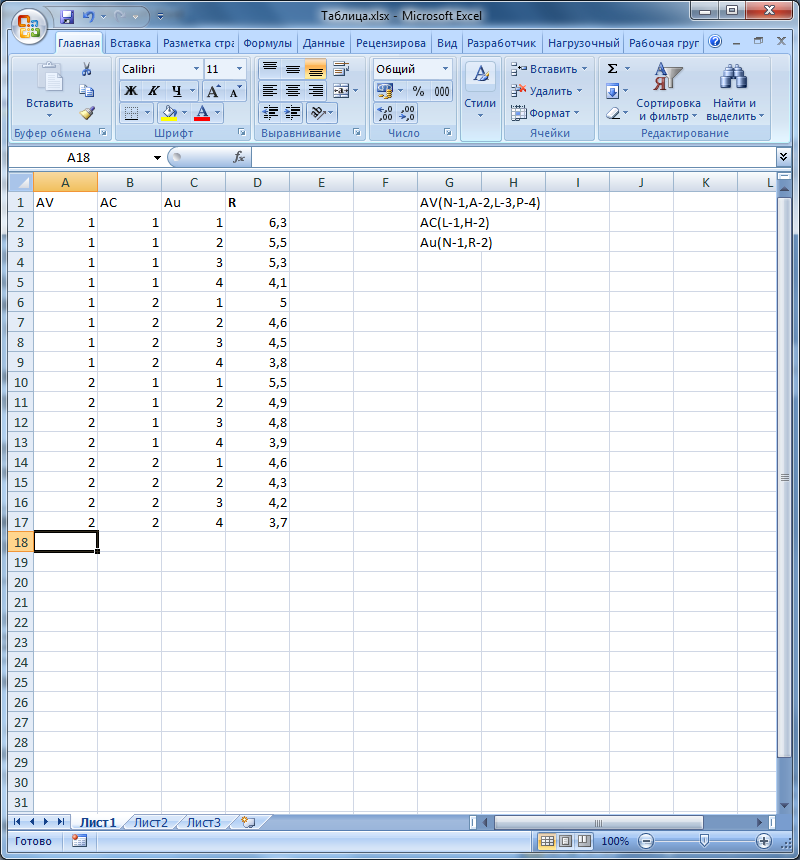 Таблица.xlsx - Microsoft Excel
Главная Вставка Разметка стра Формулы Данные Рецензирова Вид Разработчик Нагрузочный Рабочая груг
Calibri 11 Общий
Вставить Ж К Ч A A % 000 Стили Вставить Удалить Формат Σ Сортировка и фильтр Найти и выделить
Буфер обмена Шрифт Выравнивание Число Ячейки Редактирование
A18 fx
A B C D E F G H I J K L
1 AV AC Au R AV(N-1,A-2,L-3,P-4)
2 1 1 1 6,3 AC(L-1,H-2)
3 1 1 2 5,5 Au(N-1,R-2)
4 1 1 3 5,3
5 1 1 4 4,1
6 1 2 1 5
7 1 2 2 4,6
8 1 2 3 4,5
9 1 2 4 3,8
10 2 1 1 5,5
11 2 1 2 4,9
12 2 1 3 4,8
13 2 1 4 3,9
14 2 2 1 4,6
15 2 2 2 4,3
16 2 2 3 4,2
17 2 2 4 3,7
18
19
20
21
22
23
24
25
26
27
28
29
30
31
Лист1 Лист2 Лист3
Готово 100%